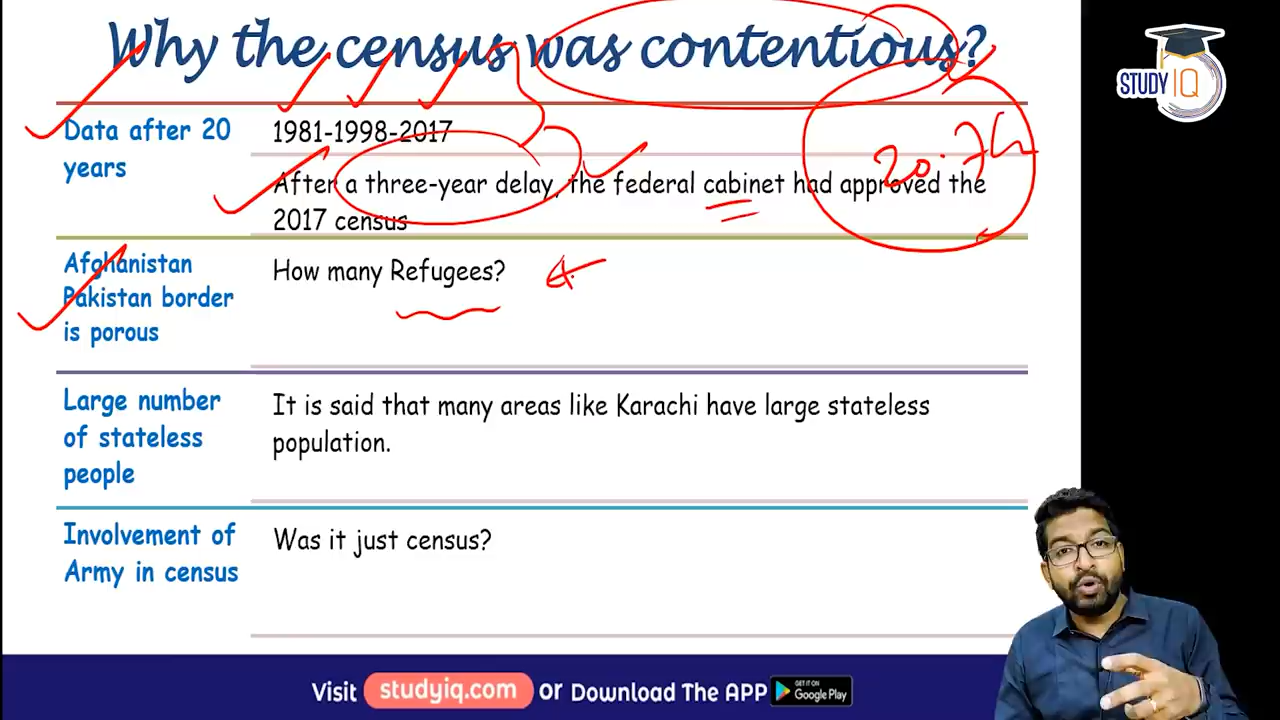 Why the census was contentious?
STUDY IQ
Data after 20
years
1981-1998-2017
After a three-year delay, the federal cabinet had approved the
2017 census
20.7
Afghanistan
Pakistan border
is porous
How many Refugees?
Large number
of stateless
people
It is said that many areas like Karachi have large stateless
population.
Involvement of
Army in census
Was it just census?
Visit studyiq.com OR Download The APP GET IT ON Google Play